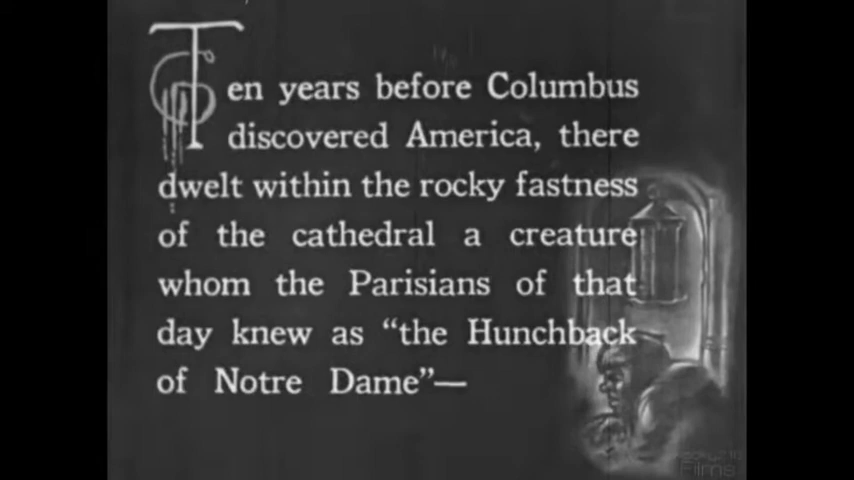 Ten years before Columbus
discovered America, there
dwelt within the rocky fastness
of the cathedral a creature
whom the Parisians of that
day knew as “the Hunchback
of Notre Dame”—
Films